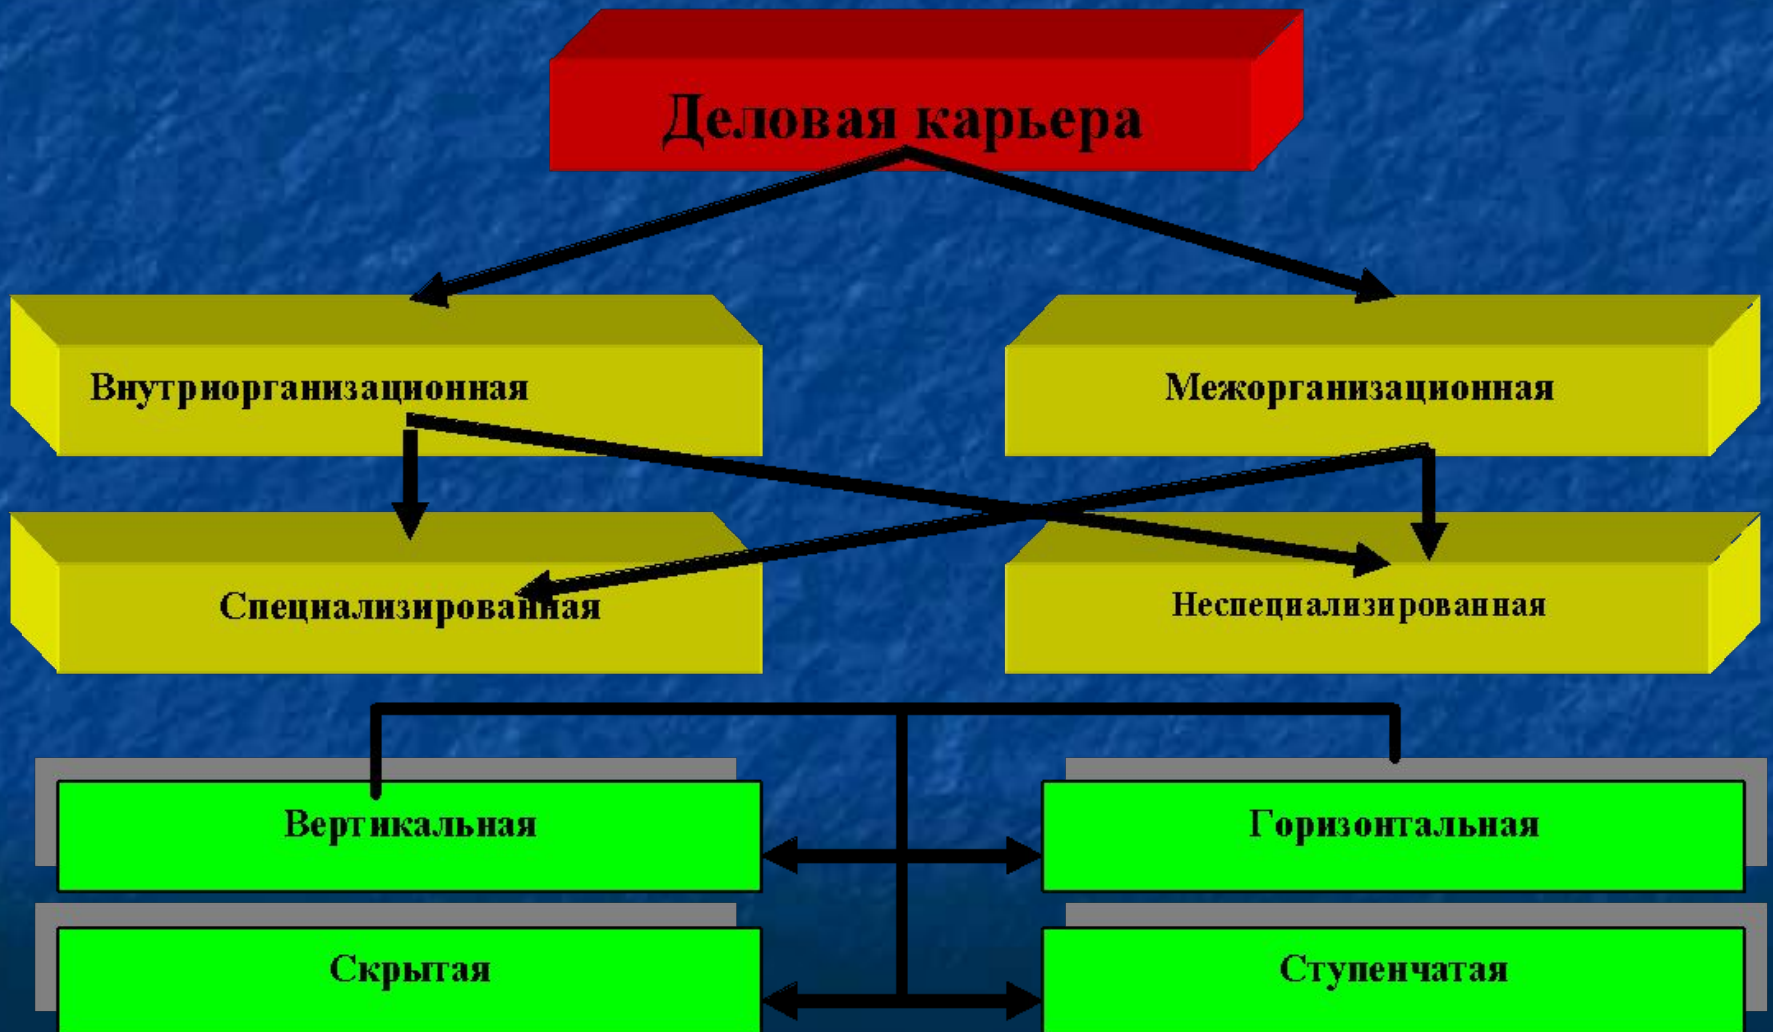 Деловая карьера
Внутриорганизационная
Межорганизационная
Специализированная
Неспециализированная
Вертикальная
Горизонтальная
Скрытая
Ступенчатая